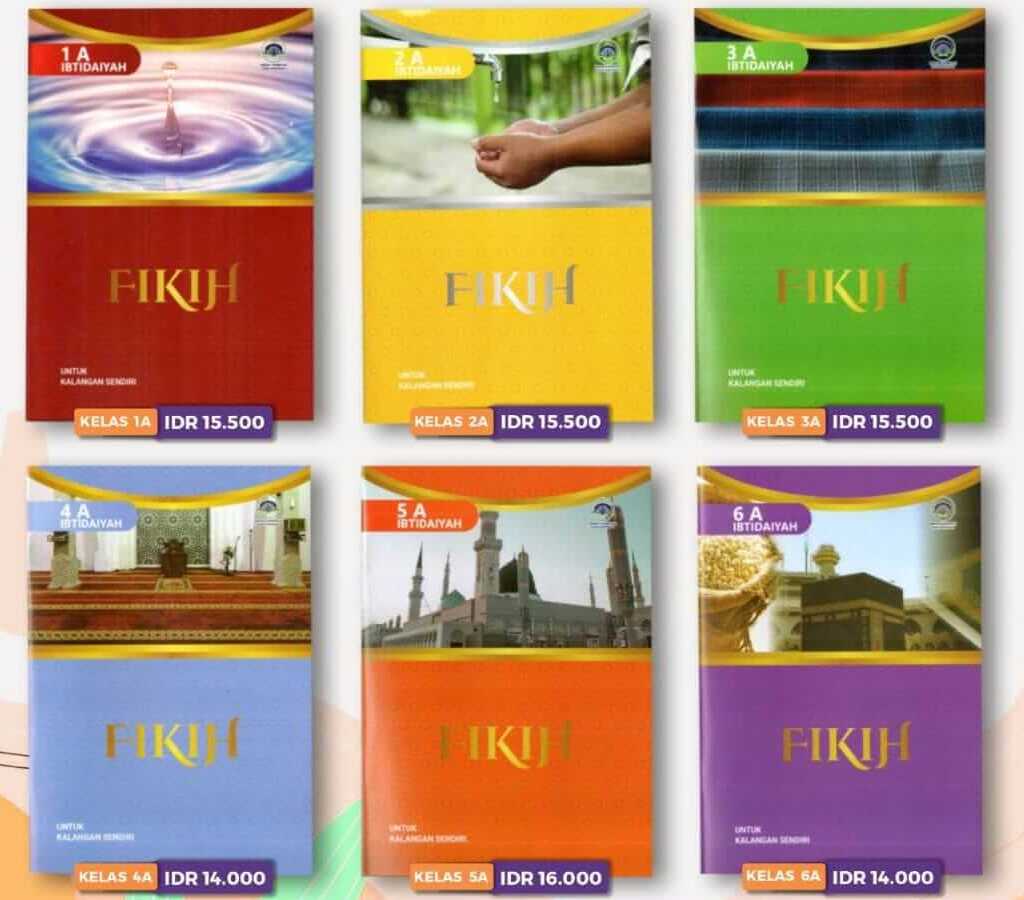 1 A
IBTIDAIYAH
FIKIH
UNTUK
KALANGAN SENDIRI
KELAS 1A IDR 15.500
2 A
IBTIDAIYAH
FIKIH
UNTUK
KALANGAN SENDIRI
KELAS 2A IDR 15.500
3 A
IBTIDAIYAH
FIKIH
UNTUK
KALANGAN SENDIRI
KELAS 3A IDR 15.500
4 A
IBTIDAIYAH
FIKIH
UNTUK
KALANGAN SENDIRI
KELAS 4A IDR 14.000
5 A
IBTIDAIYAH
FIKIH
UNTUK
KALANGAN SENDIRI
KELAS 5A IDR 16.000
6 A
IBTIDAIYAH
FIKIH
UNTUK
KALANGAN SENDIRI
KELAS 6A IDR 14.000